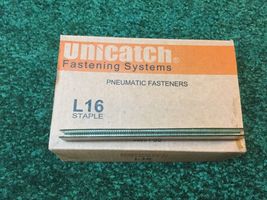 Unicatch®
Fastening Systems
PNEUMATIC FASTENERS
L16
STAPLE